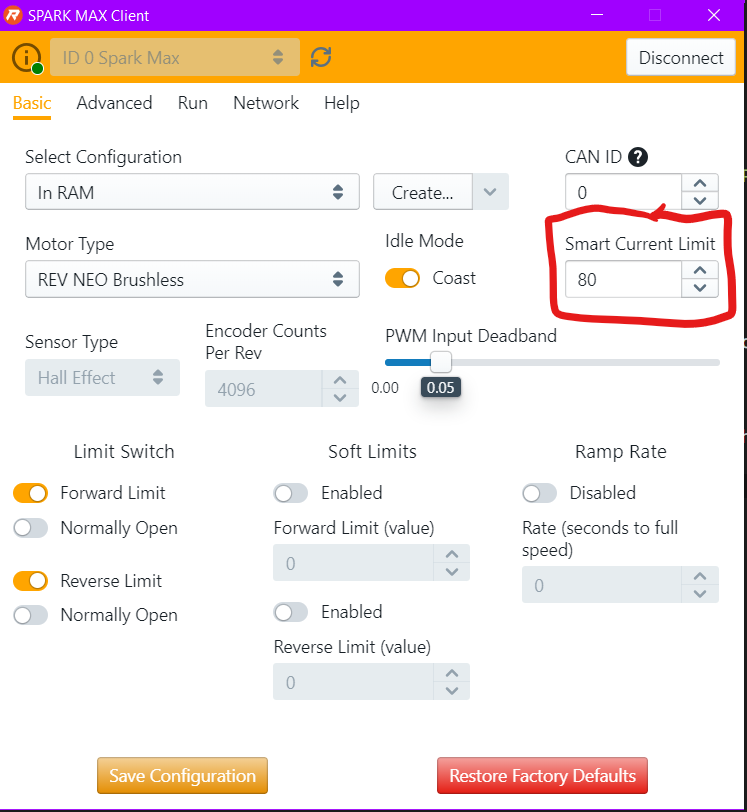 SPARK MAX Client
ID 0 Spark Max
Disconnect
Basic Advanced Run Network Help
Select Configuration
CAN ID ?
In RAM
Create...
0
Motor Type
Idle Mode
Smart Current Limit
REV NEO Brushless
Coast
80
Sensor Type
Encoder Counts
Per Rev
PWM Input Deadband
Hall Effect
4096
0.00
0.05
Limit Switch
Soft Limits
Ramp Rate
Forward Limit
Enabled
Disabled
Normally Open
Forward Limit (value)
Rate (seconds to full
speed)
0
0
Reverse Limit
Enabled
Normally Open
Reverse Limit (value)
0
Save Configuration
Restore Factory Defaults